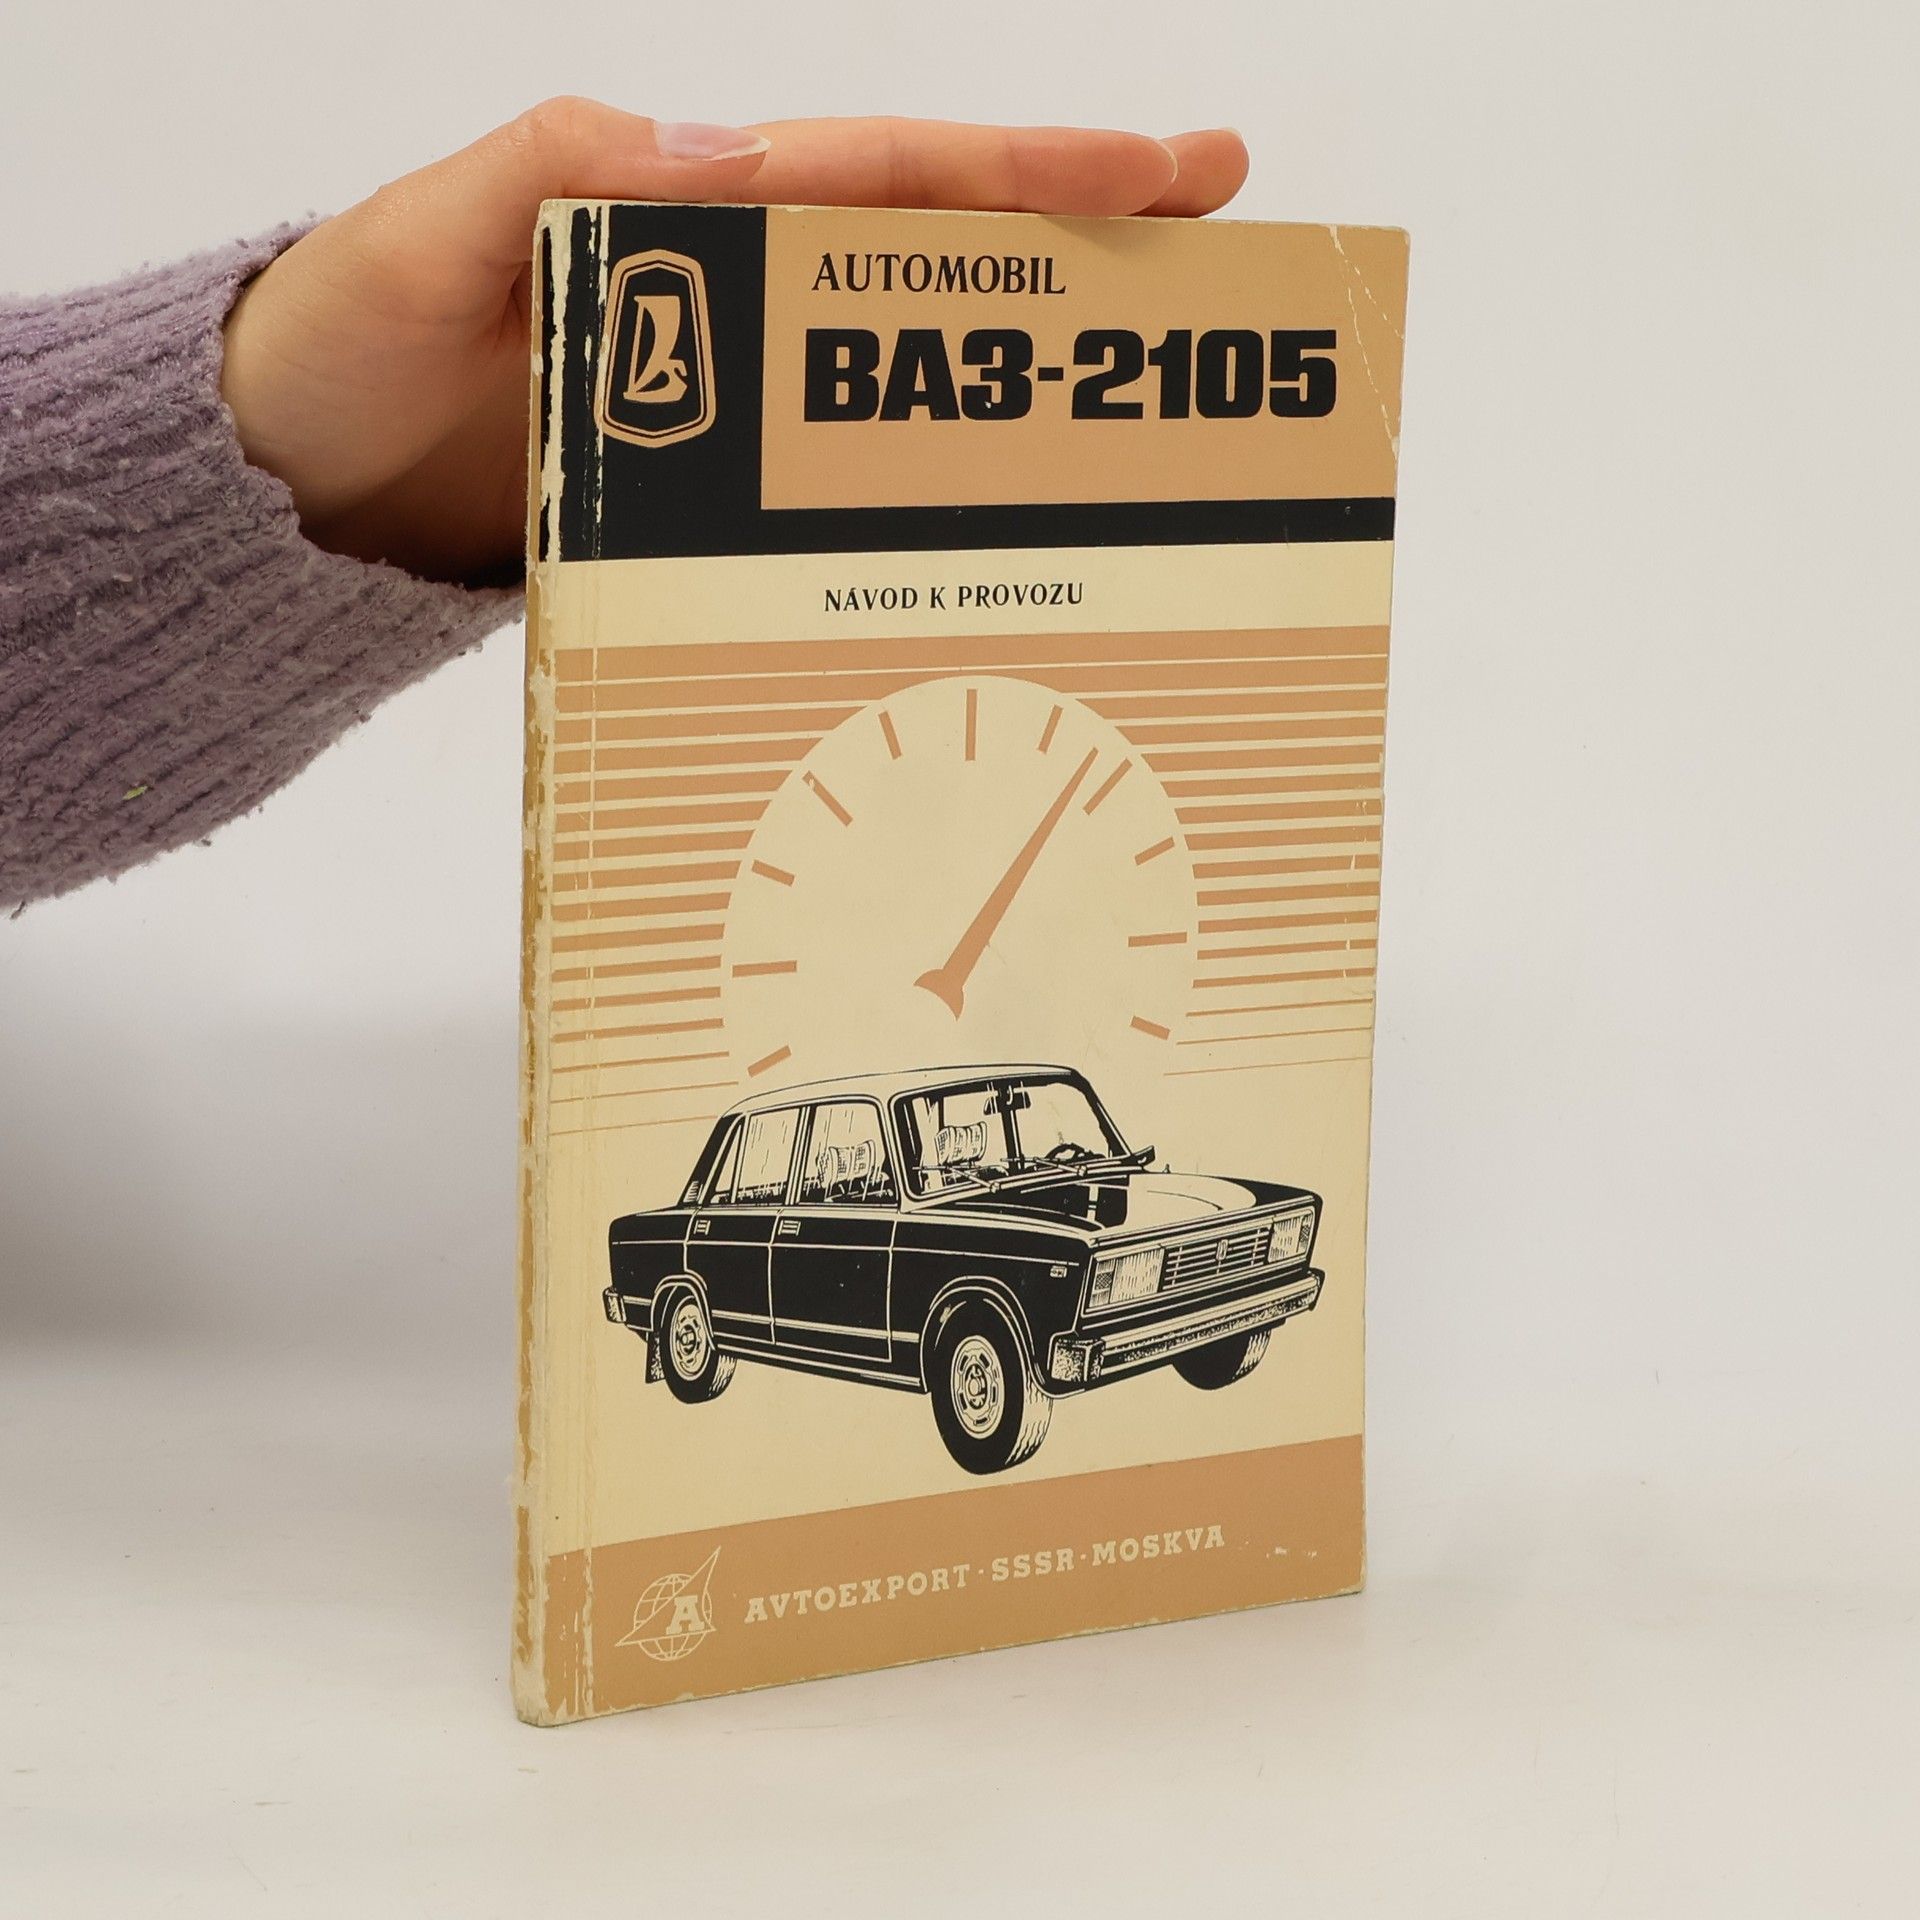 AUTOMOBIL
ВАЗ-2105
NÁVOD K PROVOZU
A
AVTOEXPORT·SSSR·MOSKVA